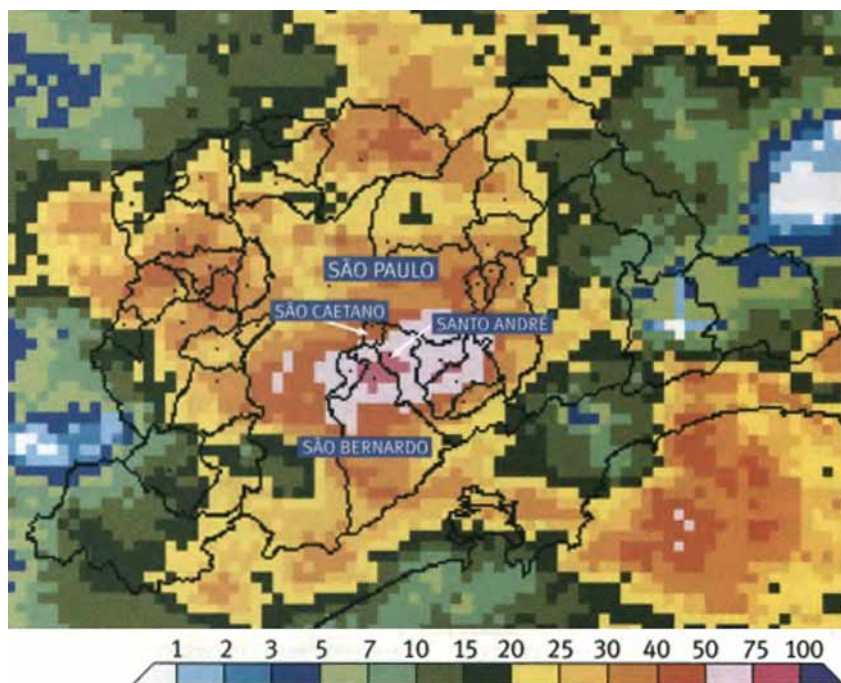 SÃO PAULO
SÃO CAETANO
SANTO ANDRÉ
SÃO BERNARDO
1 2 3 5 7 10 15 20 25 30 40 50 75 100